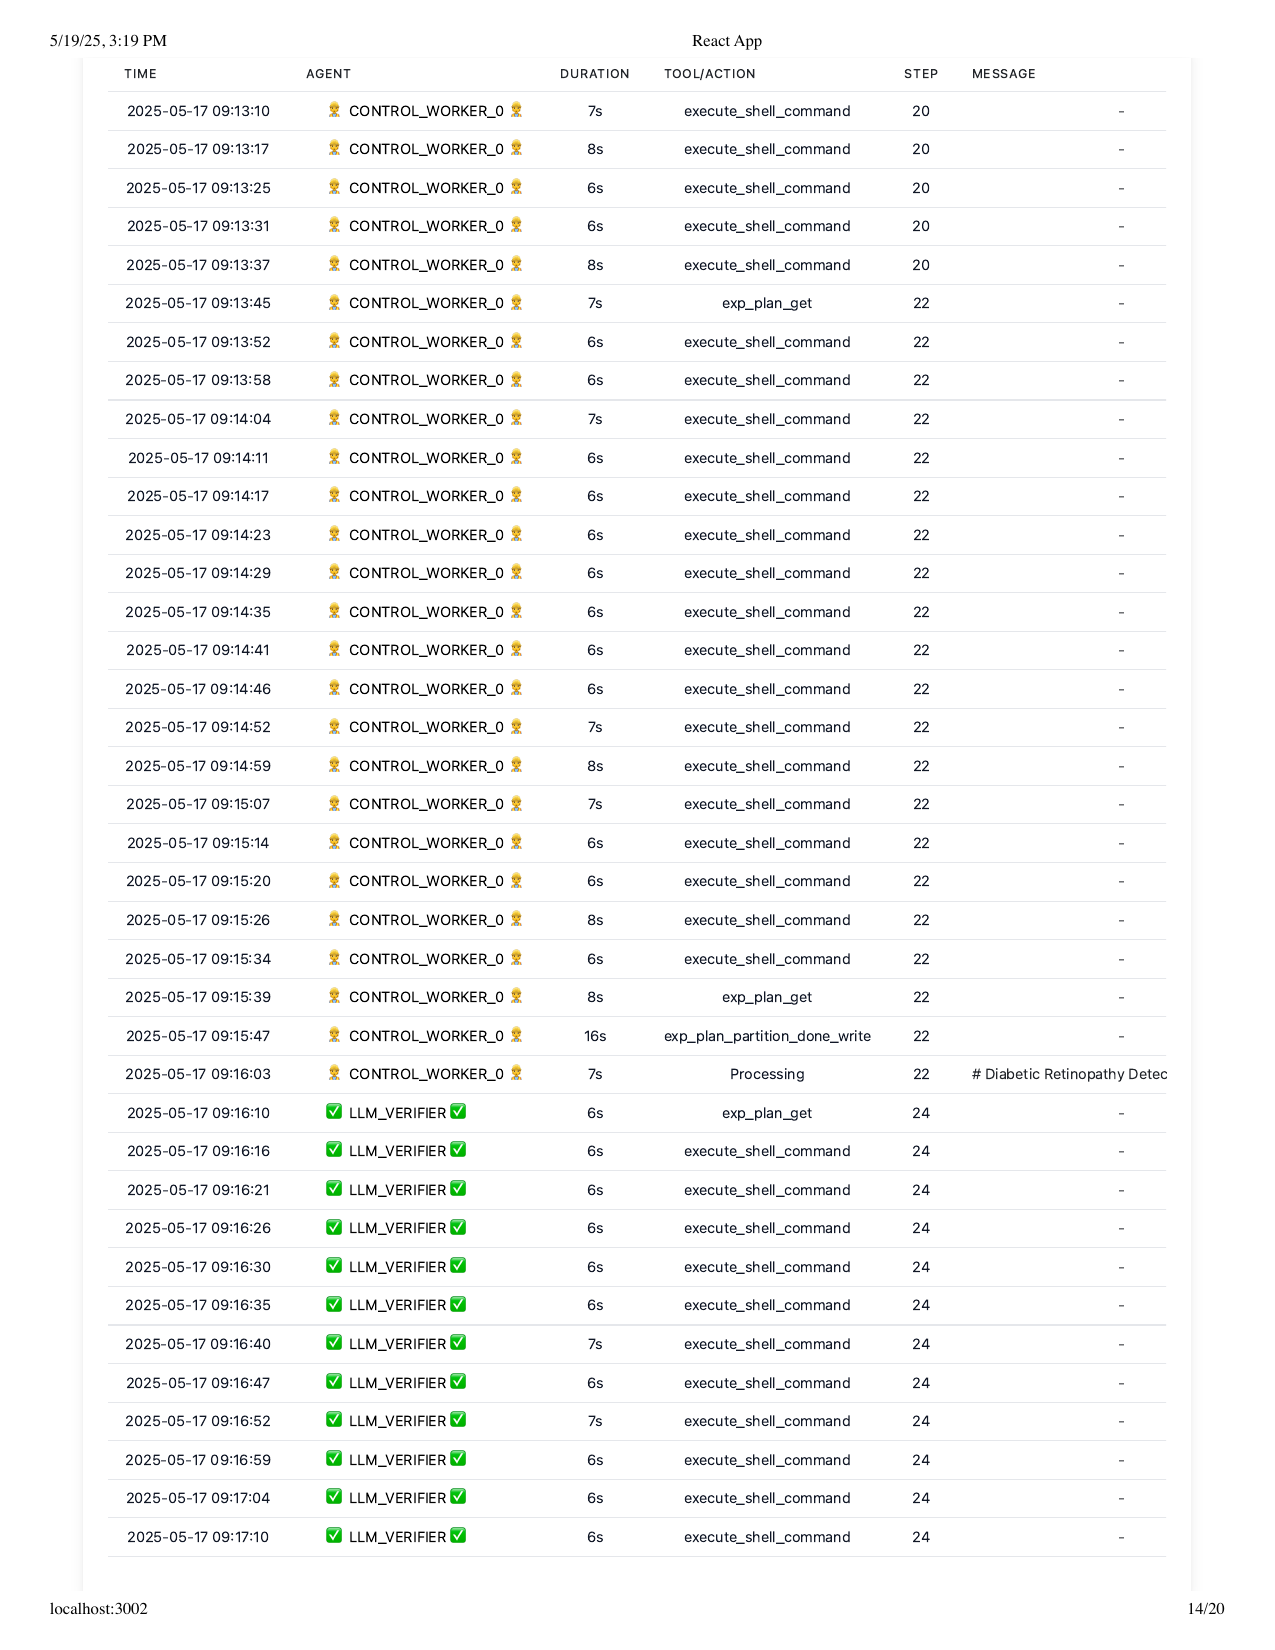 5/19/25, 3:19 PM React App
TIME AGENT DURATION TOOL/ACTION STEP MESSAGE
2025-05-17 09:13:10 👷 CONTROL_WORKER_0 👷 7s execute_shell_command 20 -
2025-05-17 09:13:17 👷 CONTROL_WORKER_0 👷 8s execute_shell_command 20 -
2025-05-17 09:13:25 👷 CONTROL_WORKER_0 👷 6s execute_shell_command 20 -
2025-05-17 09:13:31 👷 CONTROL_WORKER_0 👷 6s execute_shell_command 20 -
2025-05-17 09:13:37 👷 CONTROL_WORKER_0 👷 8s execute_shell_command 20 -
2025-05-17 09:13:45 👷 CONTROL_WORKER_0 👷 7s exp_plan_get 22 -
2025-05-17 09:13:52 👷 CONTROL_WORKER_0 👷 6s execute_shell_command 22 -
2025-05-17 09:13:58 👷 CONTROL_WORKER_0 👷 6s execute_shell_command 22 -
2025-05-17 09:14:04 👷 CONTROL_WORKER_0 👷 7s execute_shell_command 22 -
2025-05-17 09:14:11 👷 CONTROL_WORKER_0 👷 6s execute_shell_command 22 -
2025-05-17 09:14:17 👷 CONTROL_WORKER_0 👷 6s execute_shell_command 22 -
2025-05-17 09:14:23 👷 CONTROL_WORKER_0 👷 6s execute_shell_command 22 -
2025-05-17 09:14:29 👷 CONTROL_WORKER_0 👷 6s execute_shell_command 22 -
2025-05-17 09:14:35 👷 CONTROL_WORKER_0 👷 6s execute_shell_command 22 -
2025-05-17 09:14:41 👷 CONTROL_WORKER_0 👷 6s execute_shell_command 22 -
2025-05-17 09:14:46 👷 CONTROL_WORKER_0 👷 6s execute_shell_command 22 -
2025-05-17 09:14:52 👷 CONTROL_WORKER_0 👷 7s execute_shell_command 22 -
2025-05-17 09:14:59 👷 CONTROL_WORKER_0 👷 8s execute_shell_command 22 -
2025-05-17 09:15:07 👷 CONTROL_WORKER_0 👷 7s execute_shell_command 22 -
2025-05-17 09:15:14 👷 CONTROL_WORKER_0 👷 6s execute_shell_command 22 -
2025-05-17 09:15:20 👷 CONTROL_WORKER_0 👷 6s execute_shell_command 22 -
2025-05-17 09:15:26 👷 CONTROL_WORKER_0 👷 8s execute_shell_command 22 -
2025-05-17 09:15:34 👷 CONTROL_WORKER_0 👷 6s execute_shell_command 22 -
2025-05-17 09:15:39 👷 CONTROL_WORKER_0 👷 8s exp_plan_get 22 -
2025-05-17 09:15:47 👷 CONTROL_WORKER_0 👷 16s exp_plan_partition_done_write 22 -
2025-05-17 09:16:03 👷 CONTROL_WORKER_0 👷 7s Processing 22 # Diabetic Retinopathy Detec
2025-05-17 09:16:10 ✅ LLM_VERIFIER ✅ 6s exp_plan_get 24 -
2025-05-17 09:16:16 ✅ LLM_VERIFIER ✅ 6s execute_shell_command 24 -
2025-05-17 09:16:21 ✅ LLM_VERIFIER ✅ 6s execute_shell_command 24 -
2025-05-17 09:16:26 ✅ LLM_VERIFIER ✅ 6s execute_shell_command 24 -
2025-05-17 09:16:30 ✅ LLM_VERIFIER ✅ 6s execute_shell_command 24 -
2025-05-17 09:16:35 ✅ LLM_VERIFIER ✅ 6s execute_shell_command 24 -
2025-05-17 09:16:40 ✅ LLM_VERIFIER ✅ 7s execute_shell_command 24 -
2025-05-17 09:16:47 ✅ LLM_VERIFIER ✅ 6s execute_shell_command 24 -
2025-05-17 09:16:52 ✅ LLM_VERIFIER ✅ 7s execute_shell_command 24 -
2025-05-17 09:16:59 ✅ LLM_VERIFIER ✅ 6s execute_shell_command 24 -
2025-05-17 09:17:04 ✅ LLM_VERIFIER ✅ 6s execute_shell_command 24 -
2025-05-17 09:17:10 ✅ LLM_VERIFIER ✅ 6s execute_shell_command 24 -
localhost:3002 14/20